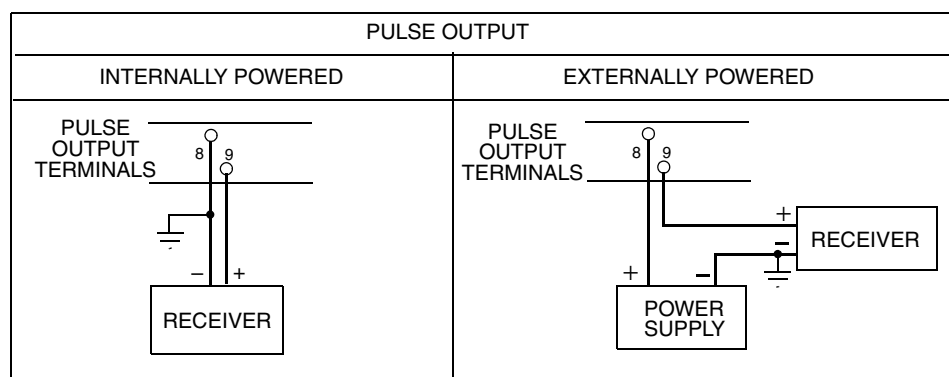 PULSE OUTPUT
INTERNALLY POWERED
EXTERNALLY POWERED
PULSE
OUTPUT
TERMINALS
8
9
– +
RECEIVER
PULSE
OUTPUT
TERMINALS
8
9
+
–
RECEIVER
+
–
POWER
SUPPLY